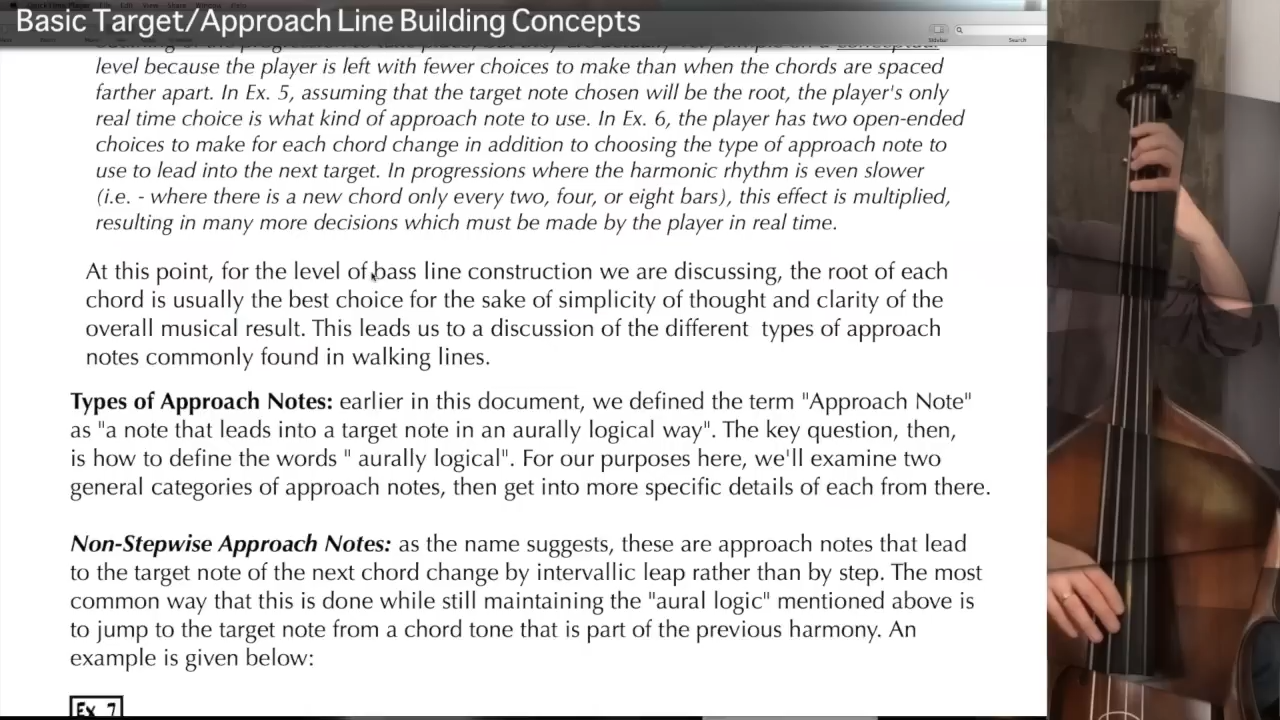 Basic Target/Approach Line Building Concepts
Sidebar
Search
level because the player is left with fewer choices to make than when the chords are spaced
farther apart. In Ex. 5, assuming that the target note chosen will be the root, the player's only
real time choice is what kind of approach note to use. In Ex. 6, the player has two open-ended
choices to make for each chord change in addition to choosing the type of approach note to
use to lead into the next target. In progressions where the harmonic rhythm is even slower
(i.e. - where there is a new chord only every two, four, or eight bars), this effect is multiplied,
resulting in many more decisions which must be made by the player in real time.
At this point, for the level of bass line construction we are discussing, the root of each
chord is usually the best choice for the sake of simplicity of thought and clarity of the
overall musical result. This leads us to a discussion of the different types of approach
notes commonly found in walking lines.
Types of Approach Notes: earlier in this document, we defined the term "Approach Note"
as "a note that leads into a target note in an aurally logical way". The key question, then,
is how to define the words " aurally logical". For our purposes here, we'll examine two
general categories of approach notes, then get into more specific details of each from there.
Non-Stepwise Approach Notes: as the name suggests, these are approach notes that lead
to the target note of the next chord change by intervallic leap rather than by step. The most
common way that this is done while still maintaining the "aural logic" mentioned above is
to jump to the target note from a chord tone that is part of the previous harmony. An
example is given below:
Ex. 7